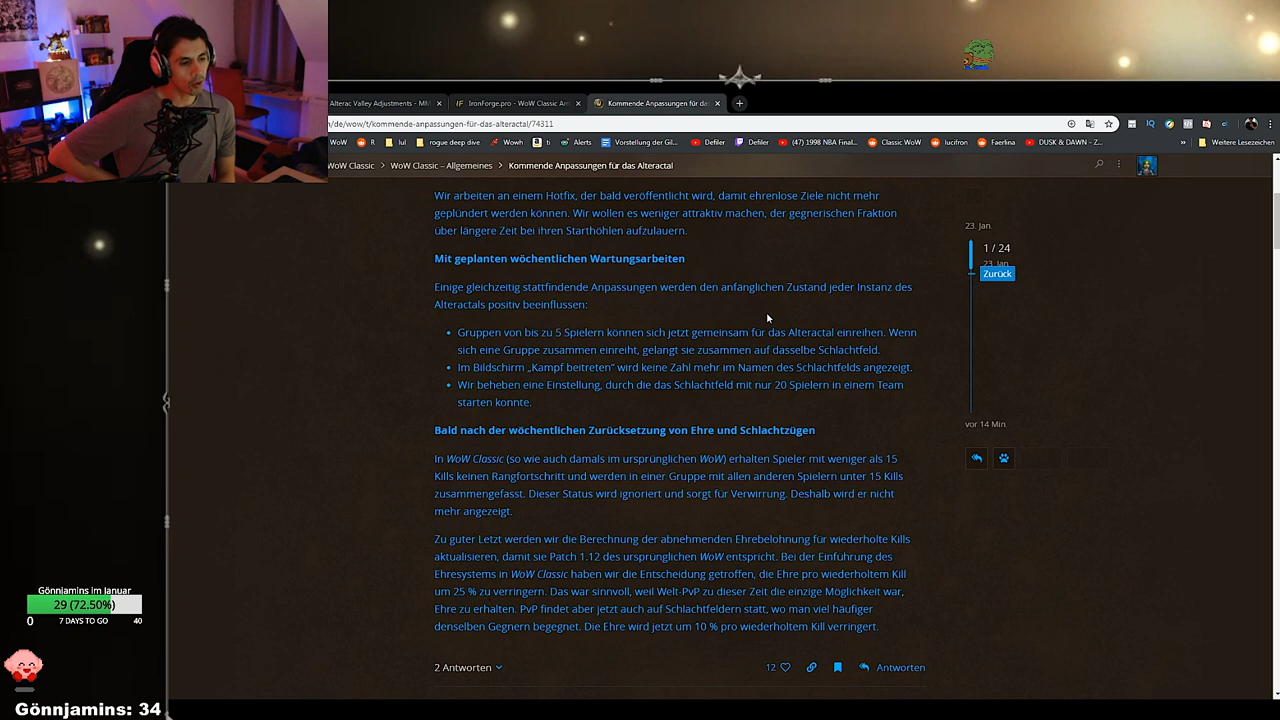 Alterac Valley Adjustments - MM
IronForge.pro - WoW Classic Ar
Kommende Anpassungen für das
/de/wow/t/kommende-anpassungen-für-das-alteractal/74311
WoW
R
lul
rogue deep dive
Wowh
ti
Alerts
Vorstellung der Gil...
Defiler
Defiler
(47) 1998 NBA Final...
Classic WoW
lucifron
Faerlina
DUSK & DAWN - Z...
»
Weitere Lesezeichen
WoW Classic › WoW Classic – Allgemeines › Kommende Anpassungen für das Alteractal
Wir arbeiten an einem Hotfix, der bald veröffentlicht wird, damit ehrenlose Ziele nicht mehr
geplündert werden können. Wir wollen es weniger attraktiv machen, der gegnerischen Fraktion
über längere Zeit bei ihren Starthöhlen aufzulauern.
Mit geplanten wöchentlichen Wartungsarbeiten
Einige gleichzeitig stattfindende Anpassungen werden den anfänglichen Zustand jeder Instanz des
Alteractals positiv beeinflussen:
• Gruppen von bis zu 5 Spielern können sich jetzt gemeinsam für das Alteractal einreihen. Wenn
sich eine Gruppe zusammen einreiht, gelangt sie zusammen auf dasselbe Schlachtfeld.
• Im Bildschirm „Kampf beitreten“ wird keine Zahl mehr im Namen des Schlachtfelds angezeigt.
• Wir beheben eine Einstellung, durch die das Schlachtfeld mit nur 20 Spielern in einem Team
starten konnte.
Bald nach der wöchentlichen Zurücksetzung von Ehre und Schlachtzügen
In WoW Classic (so wie auch damals im ursprünglichen WoW) erhalten Spieler mit weniger als 15
Kills keinen Rangfortschritt und werden in einer Gruppe mit allen anderen Spielern unter 15 Kills
zusammengefasst. Dieser Status wird ignoriert und sorgt für Verwirrung. Deshalb wird er nicht
mehr angezeigt.
Zu guter Letzt werden wir die Berechnung der abnehmenden Ehrebelohnung für wiederholte Kills
aktualisieren, damit sie Patch 1.12 des ursprünglichen WoW entspricht. Bei der Einführung des
Ehresystems in WoW Classic haben wir die Entscheidung getroffen, die Ehre pro wiederholtem Kill
um 25 % zu verringern. Das war sinnvoll, weil Welt-PvP zu dieser Zeit die einzige Möglichkeit war,
Ehre zu erhalten. PvP findet aber jetzt auch auf Schlachtfeldern statt, wo man viel häufiger
denselben Gegnern begegnet. Die Ehre wird jetzt um 10 % pro wiederholtem Kill verringert.
2 Antworten
12
Antworten
23. Jan.
1 / 24
23. Jan.
Zurück
vor 14 Min.
Gönnjamins im Januar
29 (72.50%)
0
7 DAYS TO GO
40
Gönnjamins: 34